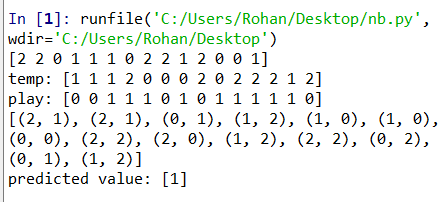 In [1]: runfile('C:/Users/Rohan/Desktop/nb.py',
wdir='C:/Users/Rohan/Desktop')
[2 2 0 1 1 1 0 2 2 1 2 0 0 1]
temp: [1 1 1 2 0 0 0 2 0 2 2 2 1 2]
play: [0 0 1 1 1 0 1 0 1 1 1 1 1 0]
[(2, 1), (2, 1), (0, 1), (1, 2), (1, 0), (1, 0),
(0, 0), (2, 2), (2, 0), (1, 2), (2, 2), (0, 2),
(0, 1), (1, 2)]
predicted value: [1]